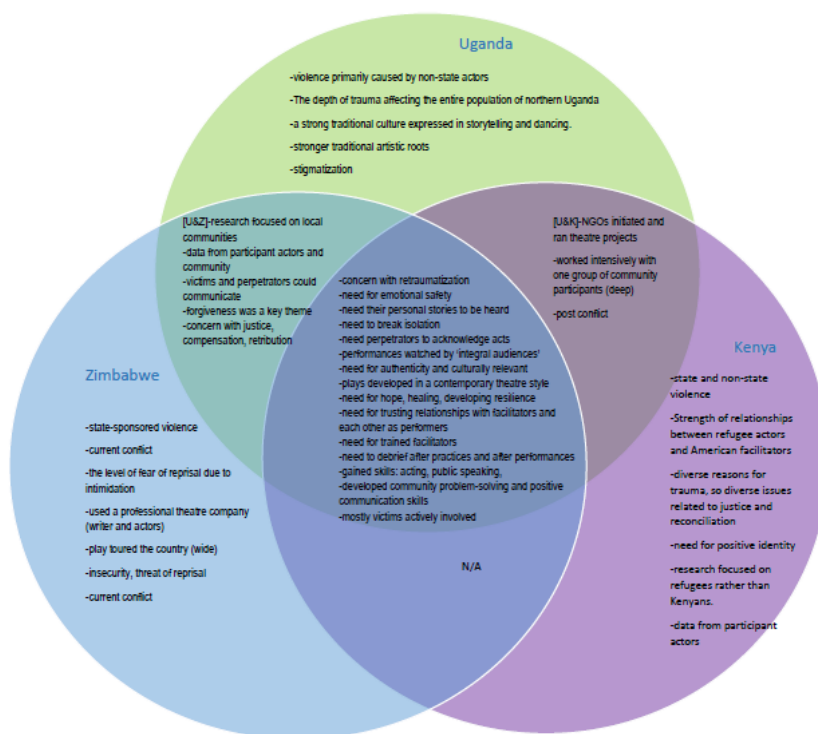 Uganda
-violence primarily caused by non-state actors
-The depth of trauma affecting the entire population of northern Uganda
-a strong traditional culture expressed in storytelling and dancing.
-stronger traditional artistic roots
-stigmatization
[U&Z]-research focused on local
communities
-data from participant actors and
community
-victims and perpetrators could
communicate
-forgiveness was a key theme
-concern with justice,
compensation, retribution
[U&K]-NGOs initiated and
ran theatre projects
-worked intensively with
one group of community
participants (deep)
-post conflict
-concern with retraumatization
-need for emotional safety
-need their personal stories to be heard
-need to break isolation
-need perpetrators to acknowledge acts
-performances watched by ‘integral audiences’
-need for authenticity and culturally relevant
-plays developed in a contemporary theatre style
-need for hope, healing, developing resilience
-need for trusting relationships with facilitators and
each other as performers
-need for trained facilitators
-need to debrief after practices and after performances
-gained skills: acting, public speaking,
-developed community problem-solving and positive
communication skills
-mostly victims actively involved
Zimbabwe
-state-sponsored violence
-current conflict
-the level of fear of reprisal due to
intimidation
-used a professional theatre company
(writer and actors)
-play toured the country (wide)
-insecurity, threat of reprisal
-current conflict
N/A
Kenya
-state and non-state
violence
-Strength of relationships
between refugee actors
and American facilitators
-diverse reasons for
trauma, so diverse issues
related to justice and
reconciliation
-need for positive identity
-research focused on
refugees rather than
Kenyans.
-data from participant
actors